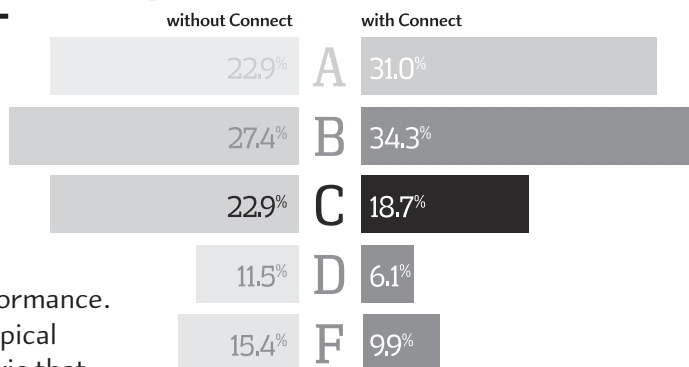 without Connect with Connect
22.9% A 31.0%
27.4% B 34.3%
22.9% C 18.7%
11.5% D 6.1%
15.4% F 9.9%
ormance.
pical
that